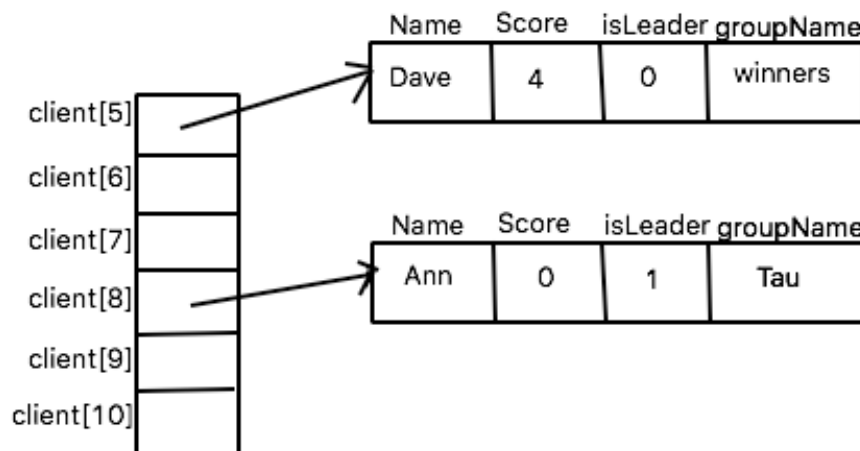 Name Score isLeader groupName
Dave 4 0 winners
client[5]
client[6]
client[7]
Name Score isLeader groupName
Ann 0 1 Tau
client[8]
client[9]
client[10]